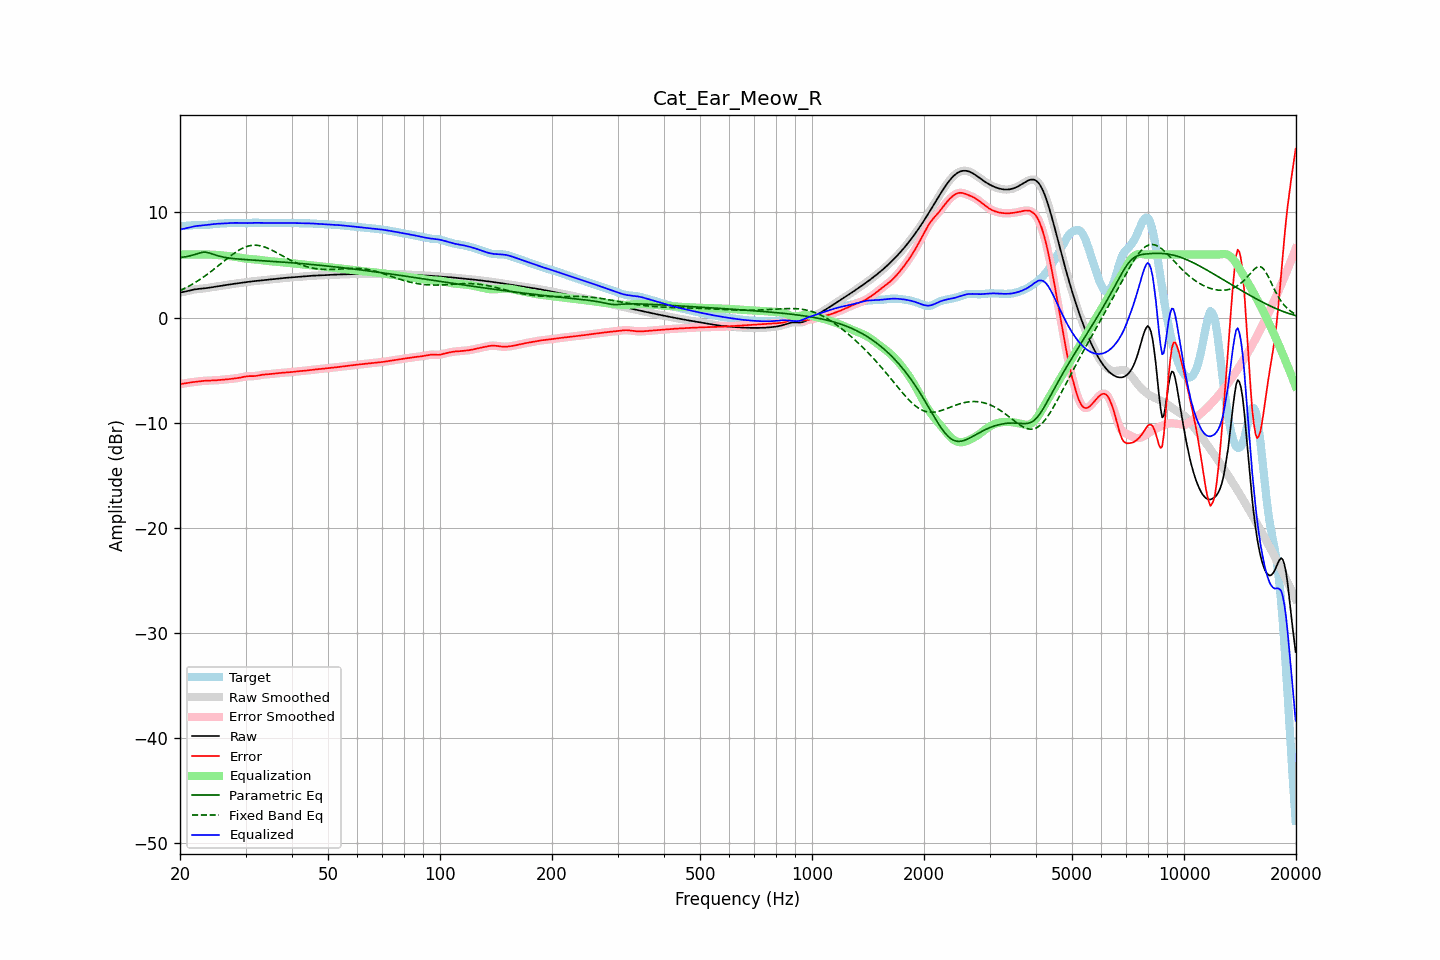 Cat_Ear_Meow_R
Amplitude (dBr)
10
0
−10
−20
−30
−40
−50
Target
Raw Smoothed
Error Smoothed
Raw
Error
Equalization
Parametric Eq
Fixed Band Eq
Equalized
20 50 100 200 500 1000 2000 5000 10000 20000
Frequency (Hz)